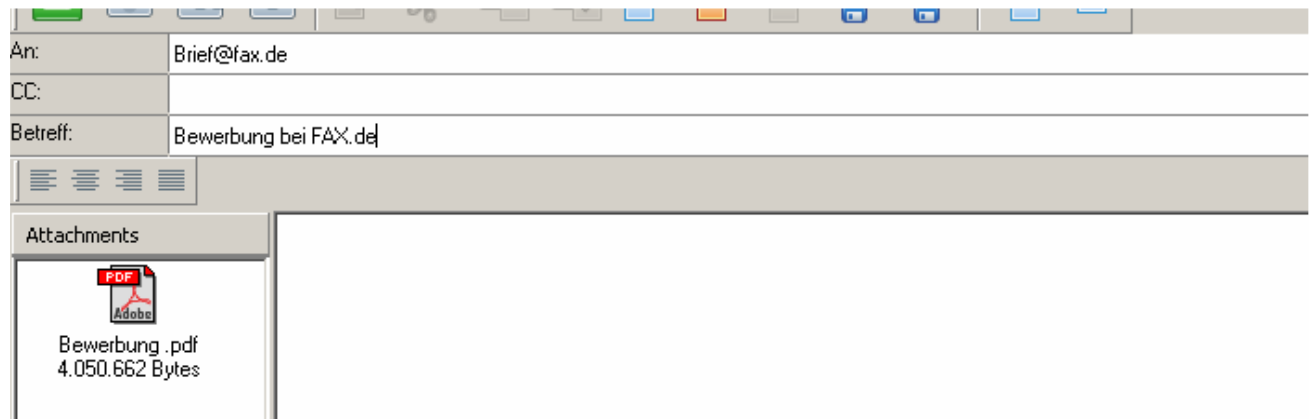 An: Brief@fax.de
CC:
Betreff: Bewerbung bei FAX.de
Attachments
PDF
Adobe
Bewerbung .pdf
4.050.662 Bytes